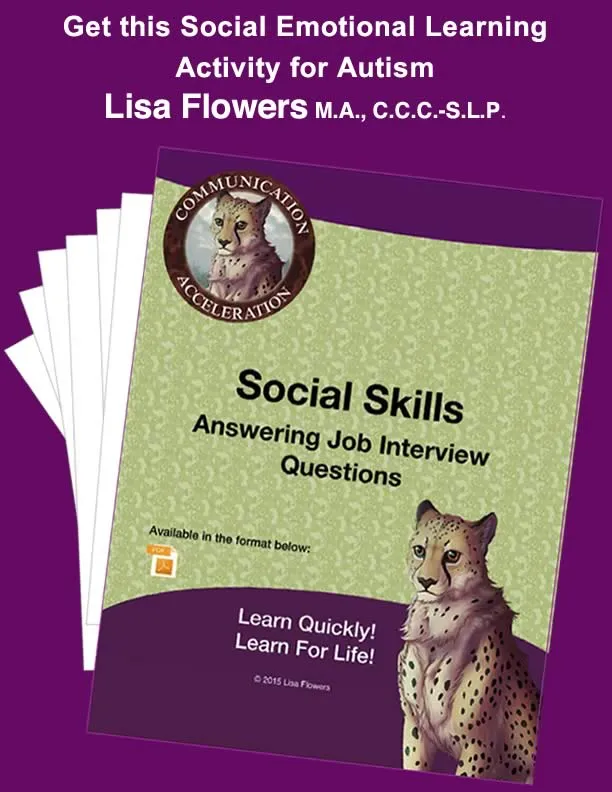 Get this Social Emotional Learning
Activity for Autism
Lisa Flowers M.A., C.C.C.-S.L.P.
COMMUNICATION
ACCELERATION
Social Skills
Answering Job Interview
Questions
Available in the format below:
PDF
Learn Quickly!
Learn For Life!
© 2015 Lisa Flowers